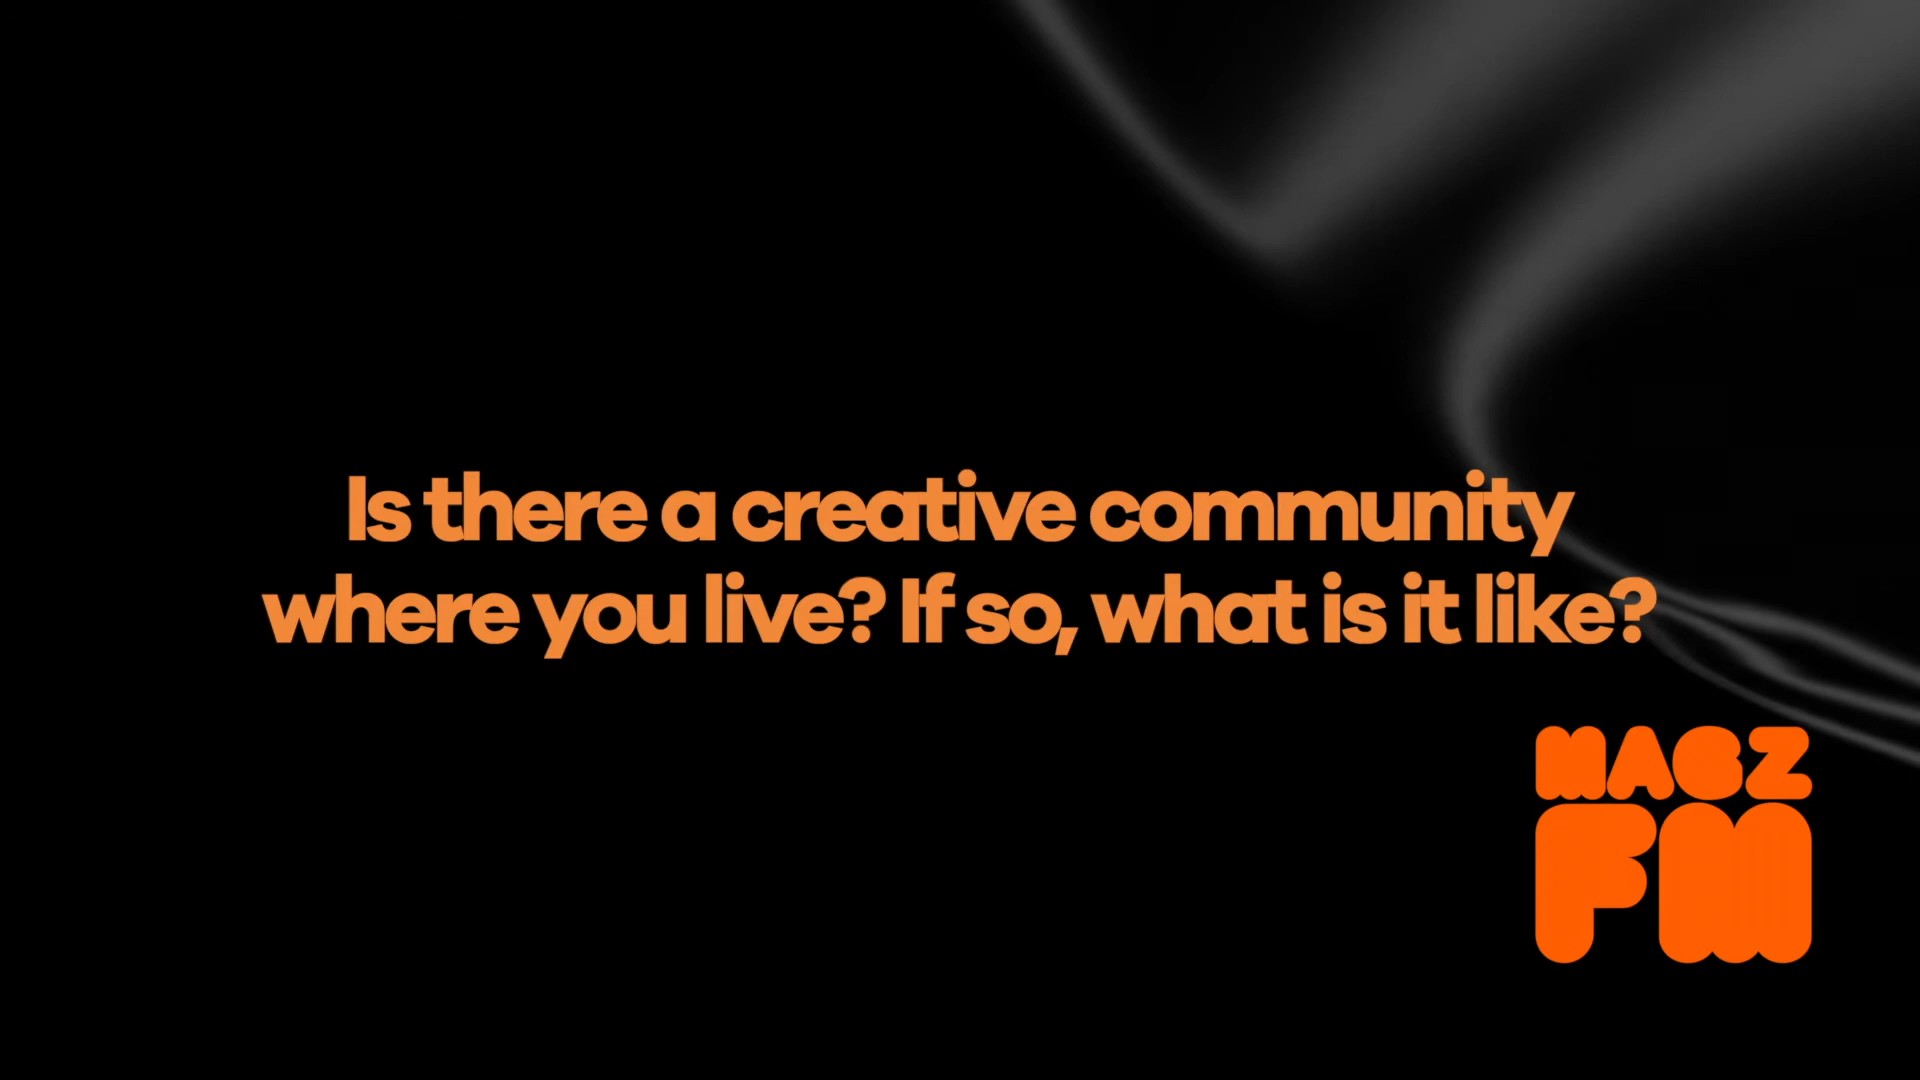 Is there a creative community
where you live? If so, what is it like?
MAGZ
FM